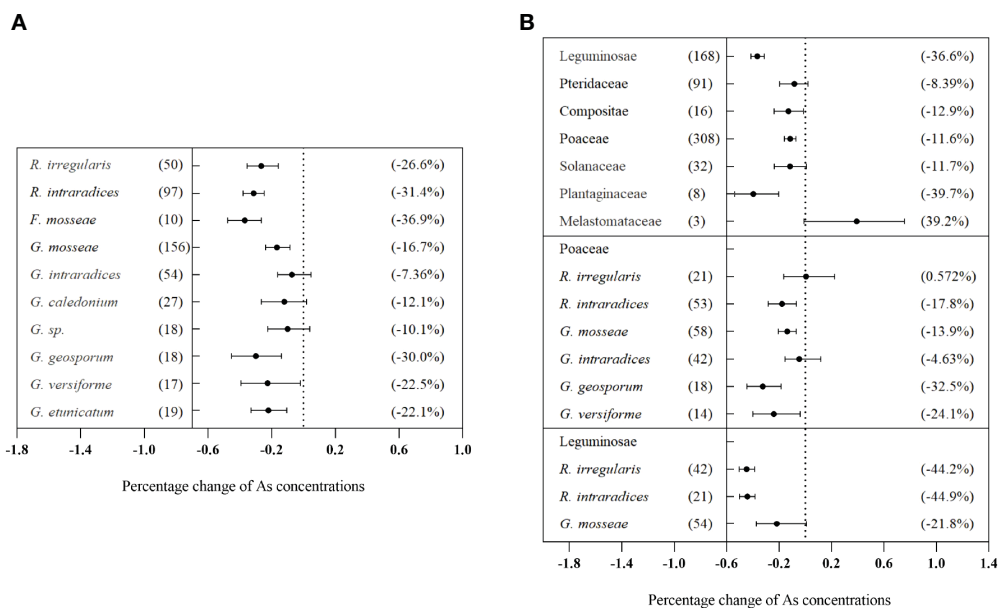 A
R. irregularis (50) (-26.6%)
R. intraradices (97) (-31.4%)
F. mosseae (10) (-36.9%)
G. mosseae (156) (-16.7%)
G. intraradices (54) (-7.36%)
G. caledonium (27) (-12.1%)
G. sp. (18) (-10.1%)
G. geosporum (18) (-30.0%)
G. versiforme (17) (-22.5%)
G. etunicatum (19) (-22.1%)
-1.8 -1.4 -1.0 -0.6 -0.2 0.2 0.6 1.0
Percentage change of As concentrations
B
Leguminosae (168) (-36.6%)
Pteridaceae (91) (-8.39%)
Compositae (16) (-12.9%)
Poaceae (308) (-11.6%)
Solanaceae (32) (-11.7%)
Plantaginaceae (8) (-39.7%)
Melastomataceae (3) (39.2%)
Poaceae
R. irregularis (21) (0.572%)
R. intraradices (53) (-17.8%)
G. mosseae (58) (-13.9%)
G. intraradices (42) (-4.63%)
G. geosporum (18) (-32.5%)
G. versiforme (14) (-24.1%)
Leguminosae
R. irregularis (42) (-44.2%)
R. intraradices (21) (-44.9%)
G. mosseae (54) (-21.8%)
-1.8 -1.4 -1.0 -0.6 -0.2 0.2 0.6 1.0 1.4
Percentage change of As concentrations